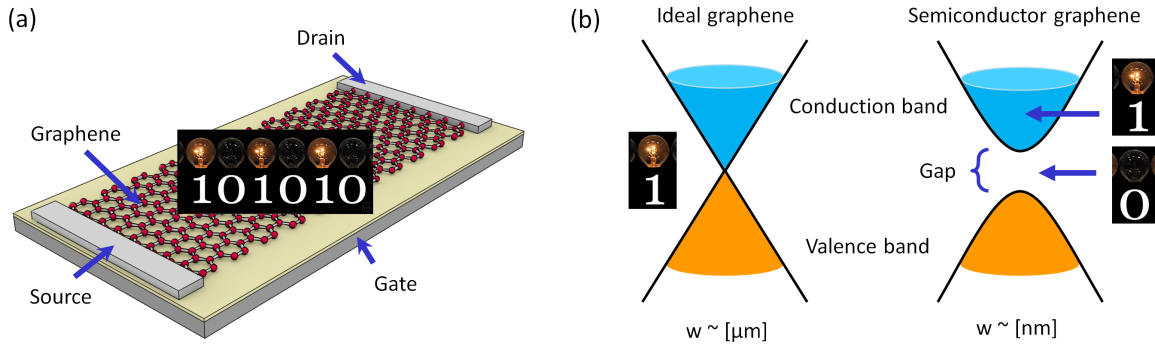 (a)
Drain
Graphene
101010
Source
Gate
(b)
Ideal graphene
Semiconductor graphene
Conduction band
1
1
Gap
0
Valence band
w ~ [μm]
w ~ [nm]